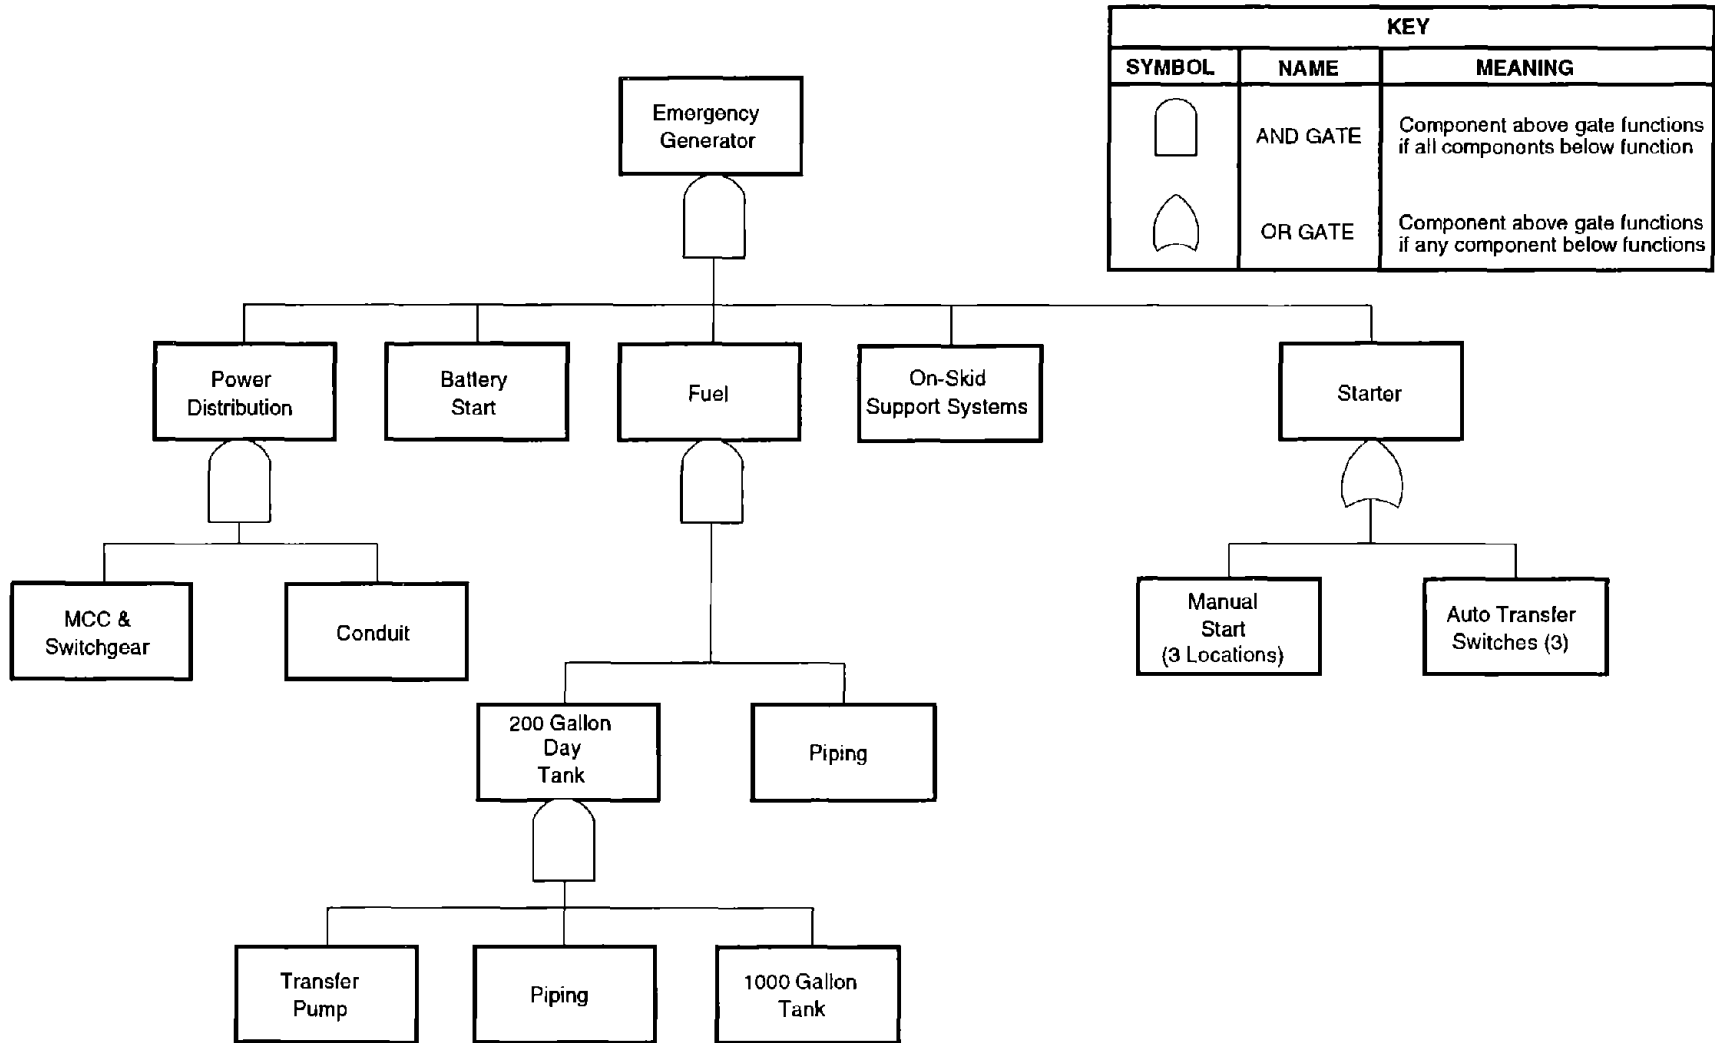 KEY
SYMBOL NAME MEANING
AND GATE
Component above gate functions
if all components below function
OR GATE
Component above gate functions
if any component below functions
Emergency
Generator
Power
Distribution
Battery
Start
Fuel
On-Skid
Support Systems
Starter
MCC &
Switchgear
Conduit
Manual
Start
(3 Locations)
Auto Transfer
Switches (3)
200 Gallon
Day
Tank
Piping
Transfer
Pump
Piping
1000 Gallon
Tank